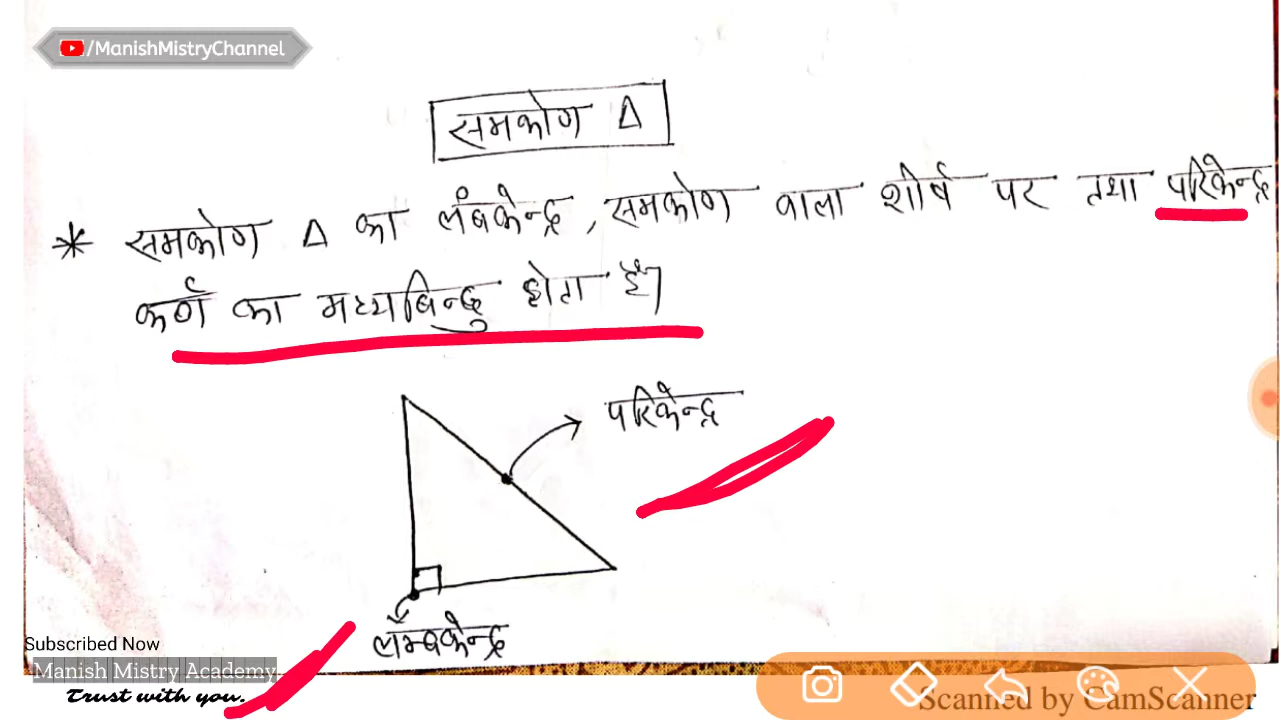 /ManishMistryChannel
समकोण Δ
* समकोण Δ का लंबकेन्द्र, समकोण वाला शीर्ष पर तथा परिकेन्द्र
कर्ण का मध्यबिन्दु होता है।
परिकेन्द्र
लम्बकेन्द्र
Subscribed Now
Manish Mistry Academy
Trust with you.
Scanned by CamScanner